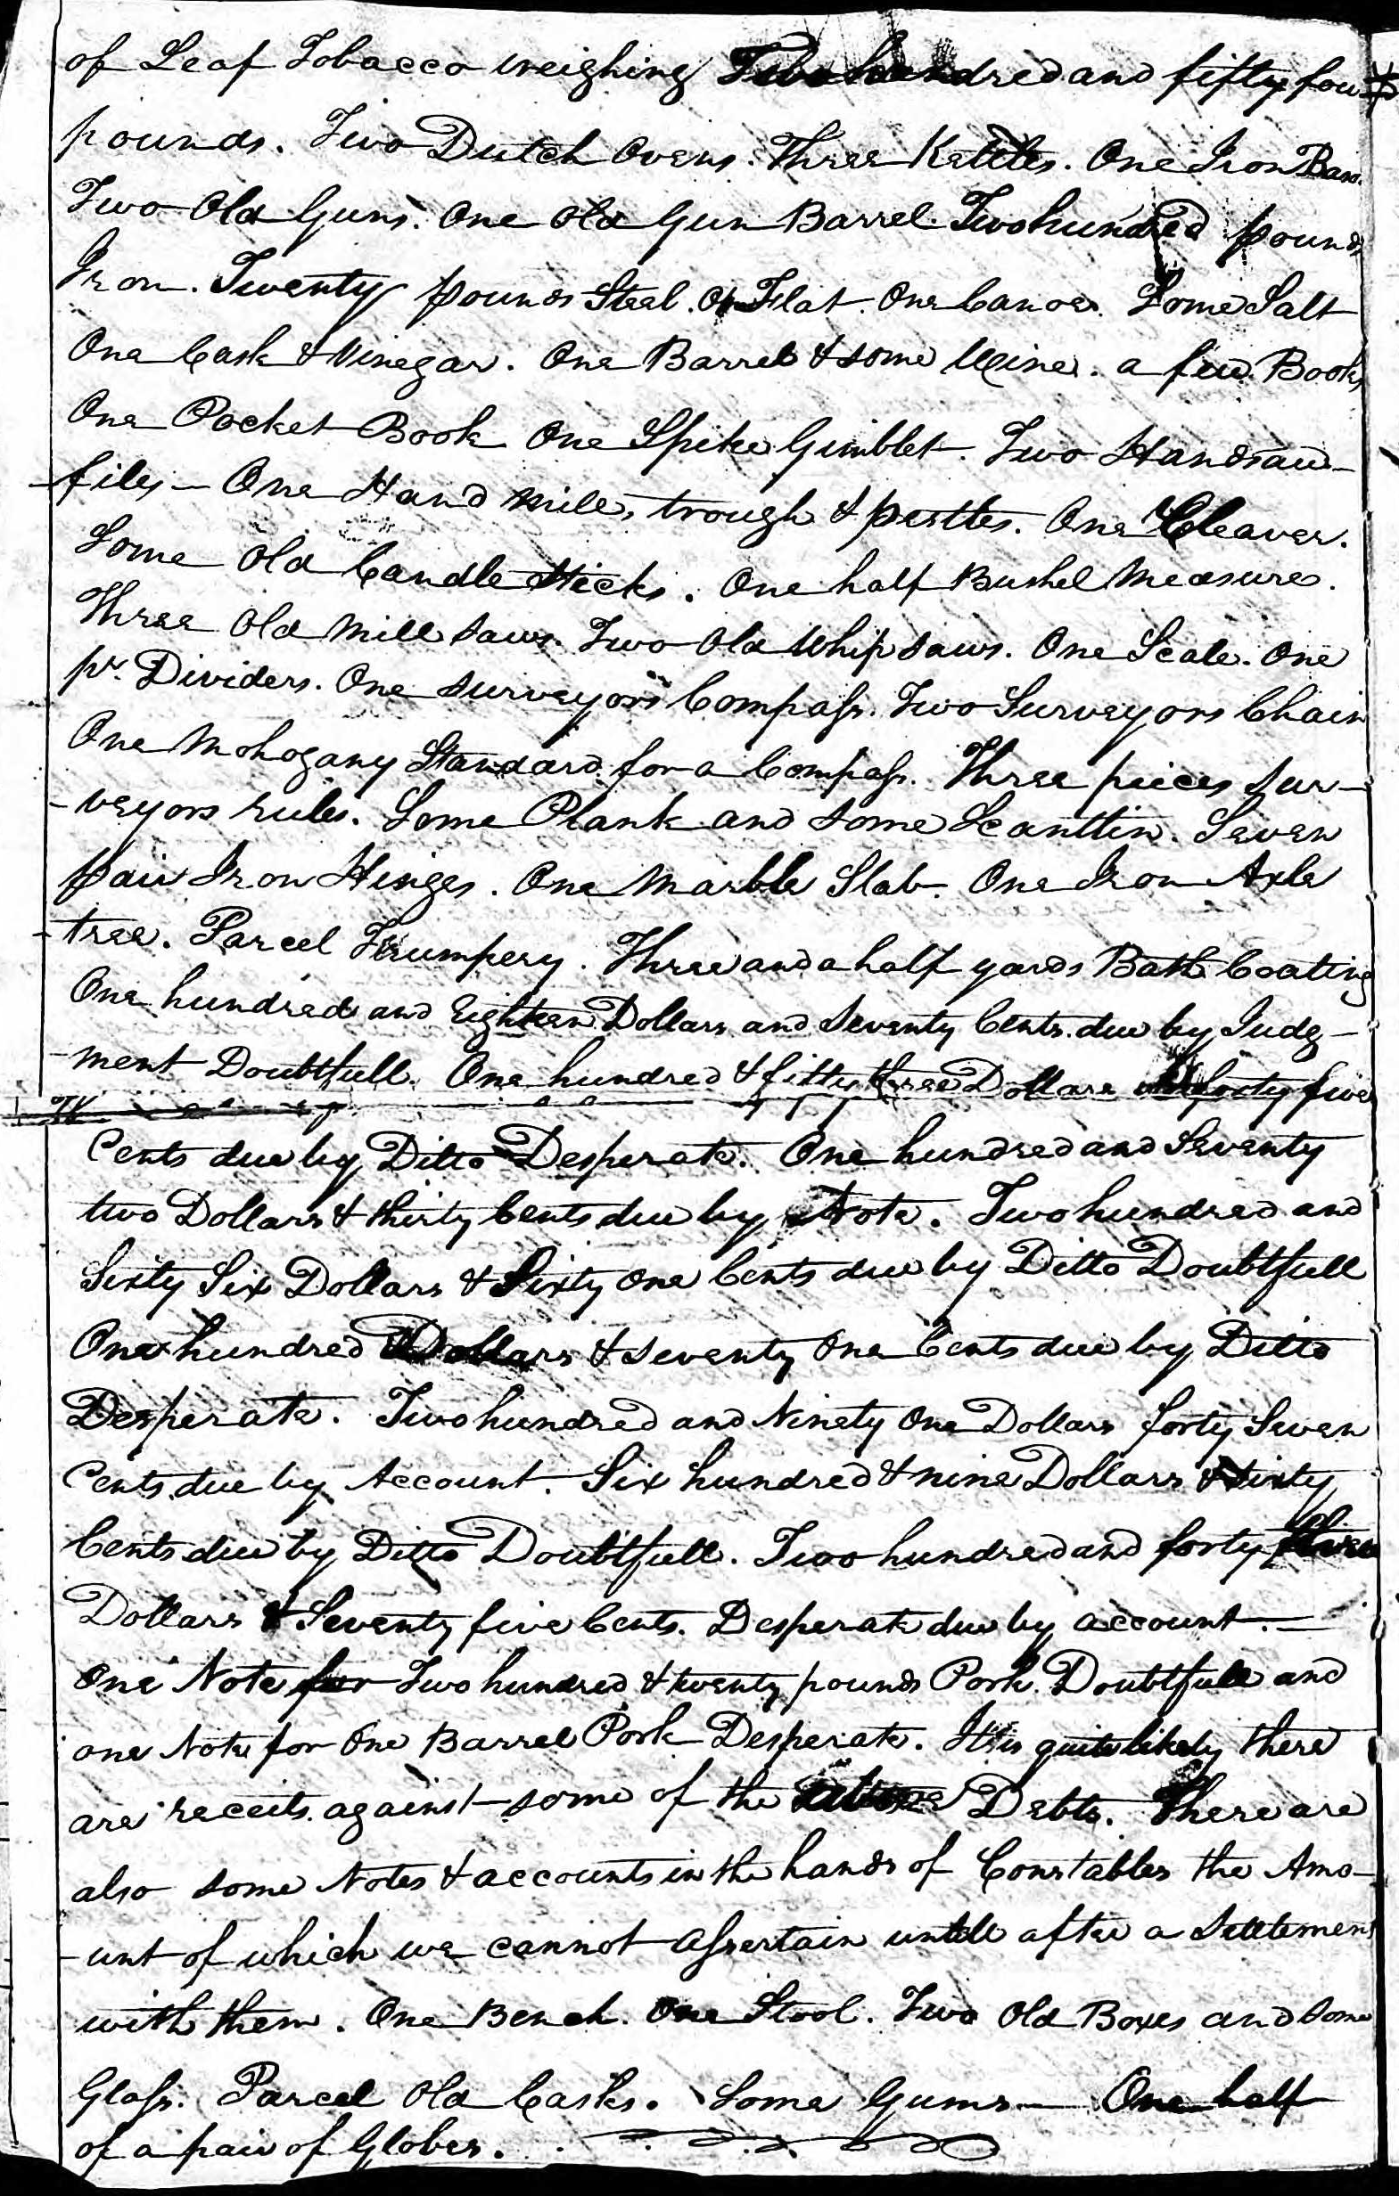 of Leaf Tobacco weighing Two hundred and fifty four
pounds. Two Dutch Ovens. Three Kettles. One Iron Barr.
Two Old Guns. One Old Gun Barrel. Two hundred pounds
Iron. Twenty pounds Steel. On Flat. One Canoe. Some Salt
One Cask & Vinegar. One Barrel & some Wine. a few Books
One Pocket Book One Spike Gimblet. Two Handsaw
files - One Hand Mill, trough & pestles. One Cleaver.
Some Old Candle Sticks. One half Bushel Measure.
Three Old Mill Saws. Two Old Whip Saws. One Scale. One
pr. Dividers. One Surveyors Compass. Two Surveyors Chain
One Mohogany Standard for a Compass. Three pieces Sur-
-veyors rules. Some Plank and some Scantlin. Seven
pair Iron Hinges. One Marble Slab. One Iron Axle
-tree. Parcel Trumpery. Three and a half yards Bath Coating
One hundred and Eighteen Dollars and Seventy Cents due by Judg-
-ment Doubtfull. One hundred & fifty three Dollars forty five
Cents due by Ditto Desperate. One hundred and Seventy
two Dollars & thirty Cents due by Note. Two hundred and
Sixty Six Dollars & Sixty One Cents due by Ditto Doubtfull
One hundred Dollars & Seventy One Cents due by Ditto
Desperate. Two hundred and Ninety One Dollars forty Seven
Cents due by Account. Six hundred & nine Dollars & Sixty
Cents due by Ditto Doubtfull. Two hundred and forty
Dollars & Seventy five Cents. Desperate due by account.
One Note for Two hundred & twenty pounds Pork. Doubtfull and
one Note for One Barrel Pork Desperate. It is quite likely there
are receits against some of the above Debts. There are
also some Notes & accounts in the hands of Constables the Amo-
-unt of which we cannot assertain untill after a Settlement
with them. One Bench. One Stool. Two Old Boxes and Some
Glass. Parcel Old Casks. Some Gums - One half
of a pair of Globes.